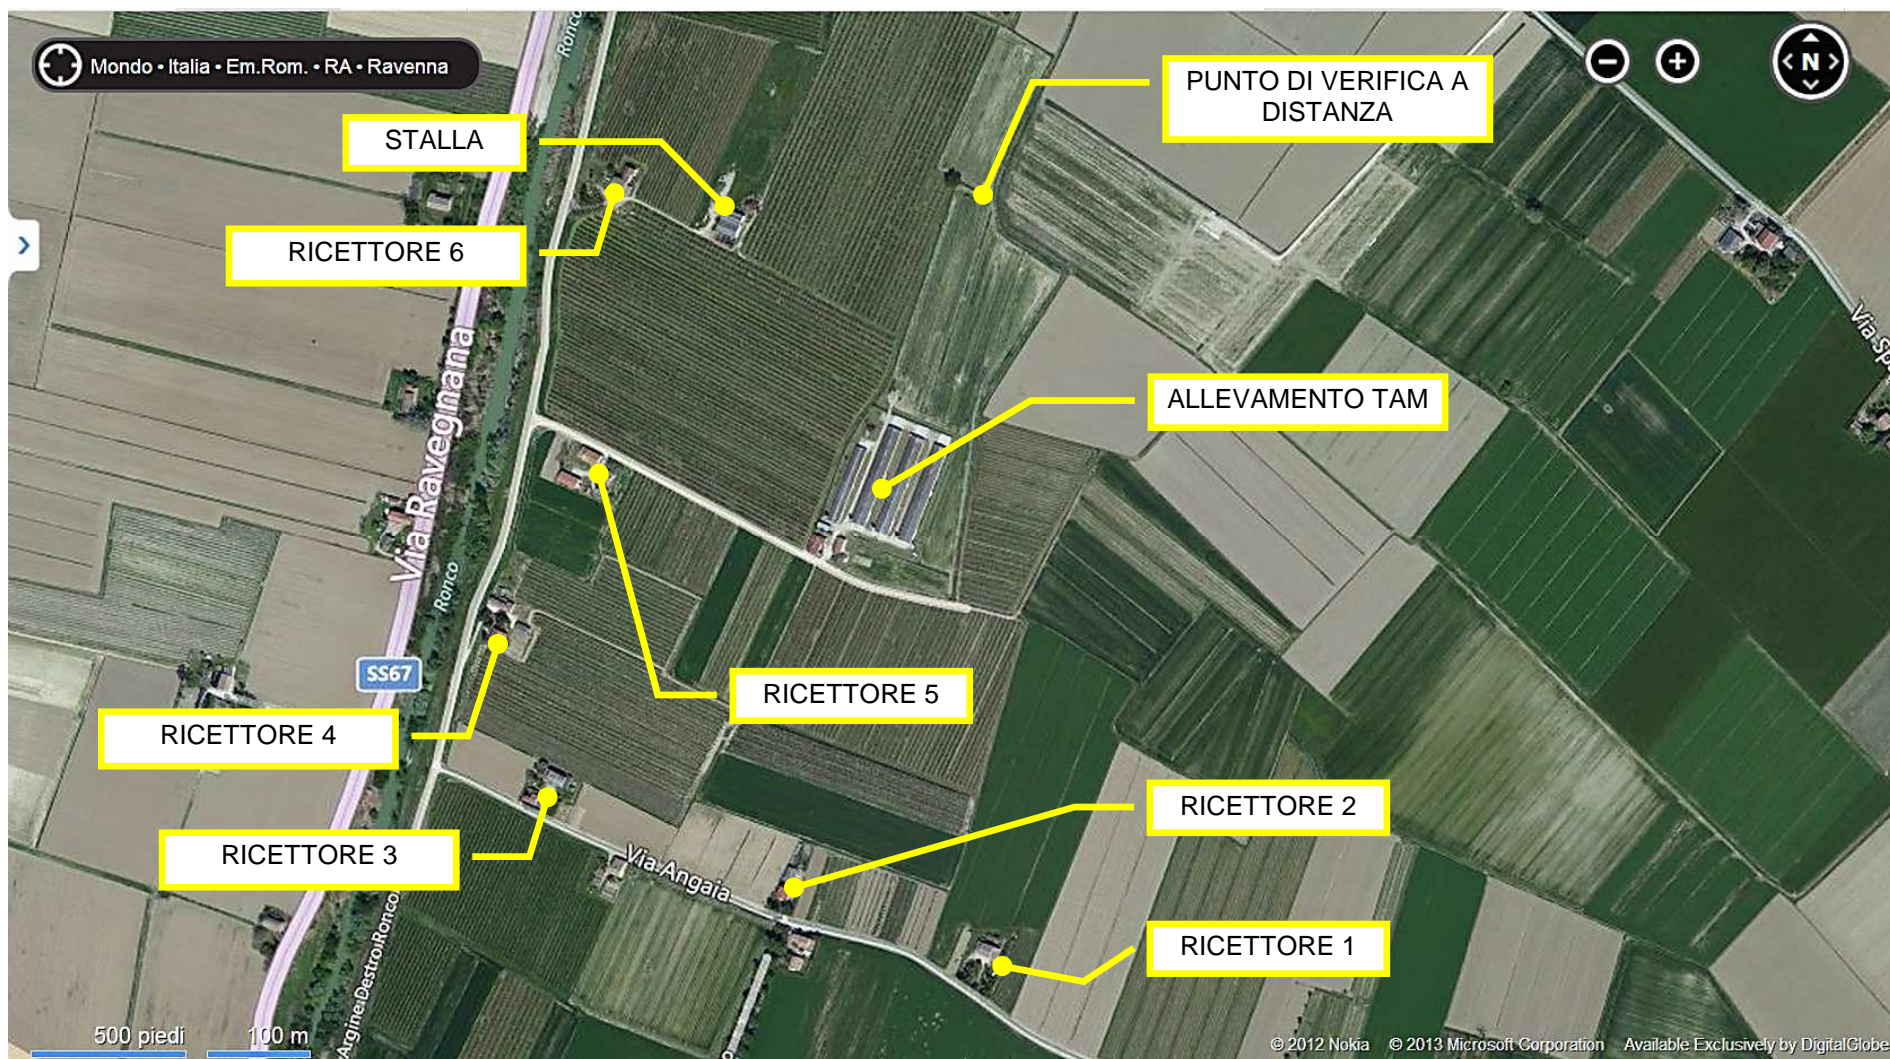 Ronco
Mondo • Italia • Em.Rom. • RA • Ravenna
N
PUNTO DI VERIFICA A
DISTANZA
STALLA
RICETTORE 6
Via Ravegnana
Via Sp
ALLEVAMENTO TAM
Ronco
SS67
RICETTORE 5
RICETTORE 4
RICETTORE 2
RICETTORE 3
Via Angaia
RICETTORE 1
Argine Destro Ronco
500 piedi
100 m
© 2012 Nokia © 2013 Microsoft Corporation Available Exclusively by DigitalGlobe